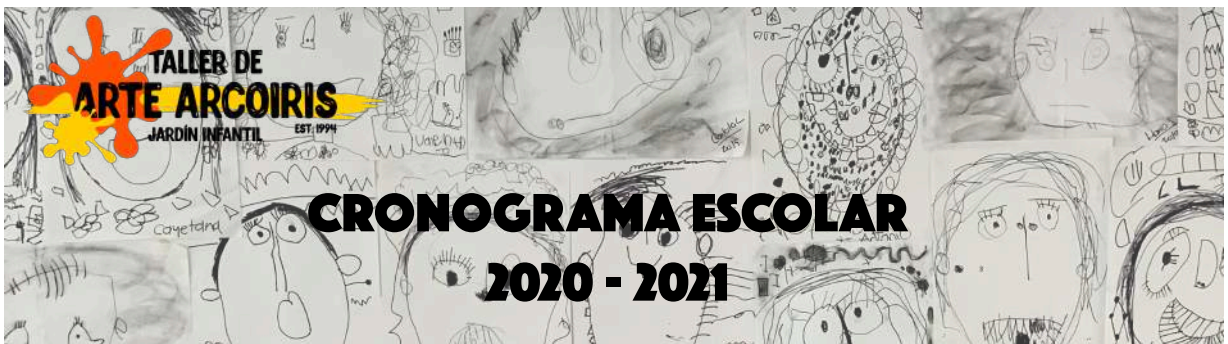 TALLER DE
ARTE ARCOIRIS
JARDÍN INFANTIL
EST. 1994
Cayetana
CRONOGRAMA ESCOLAR
2020 - 2021